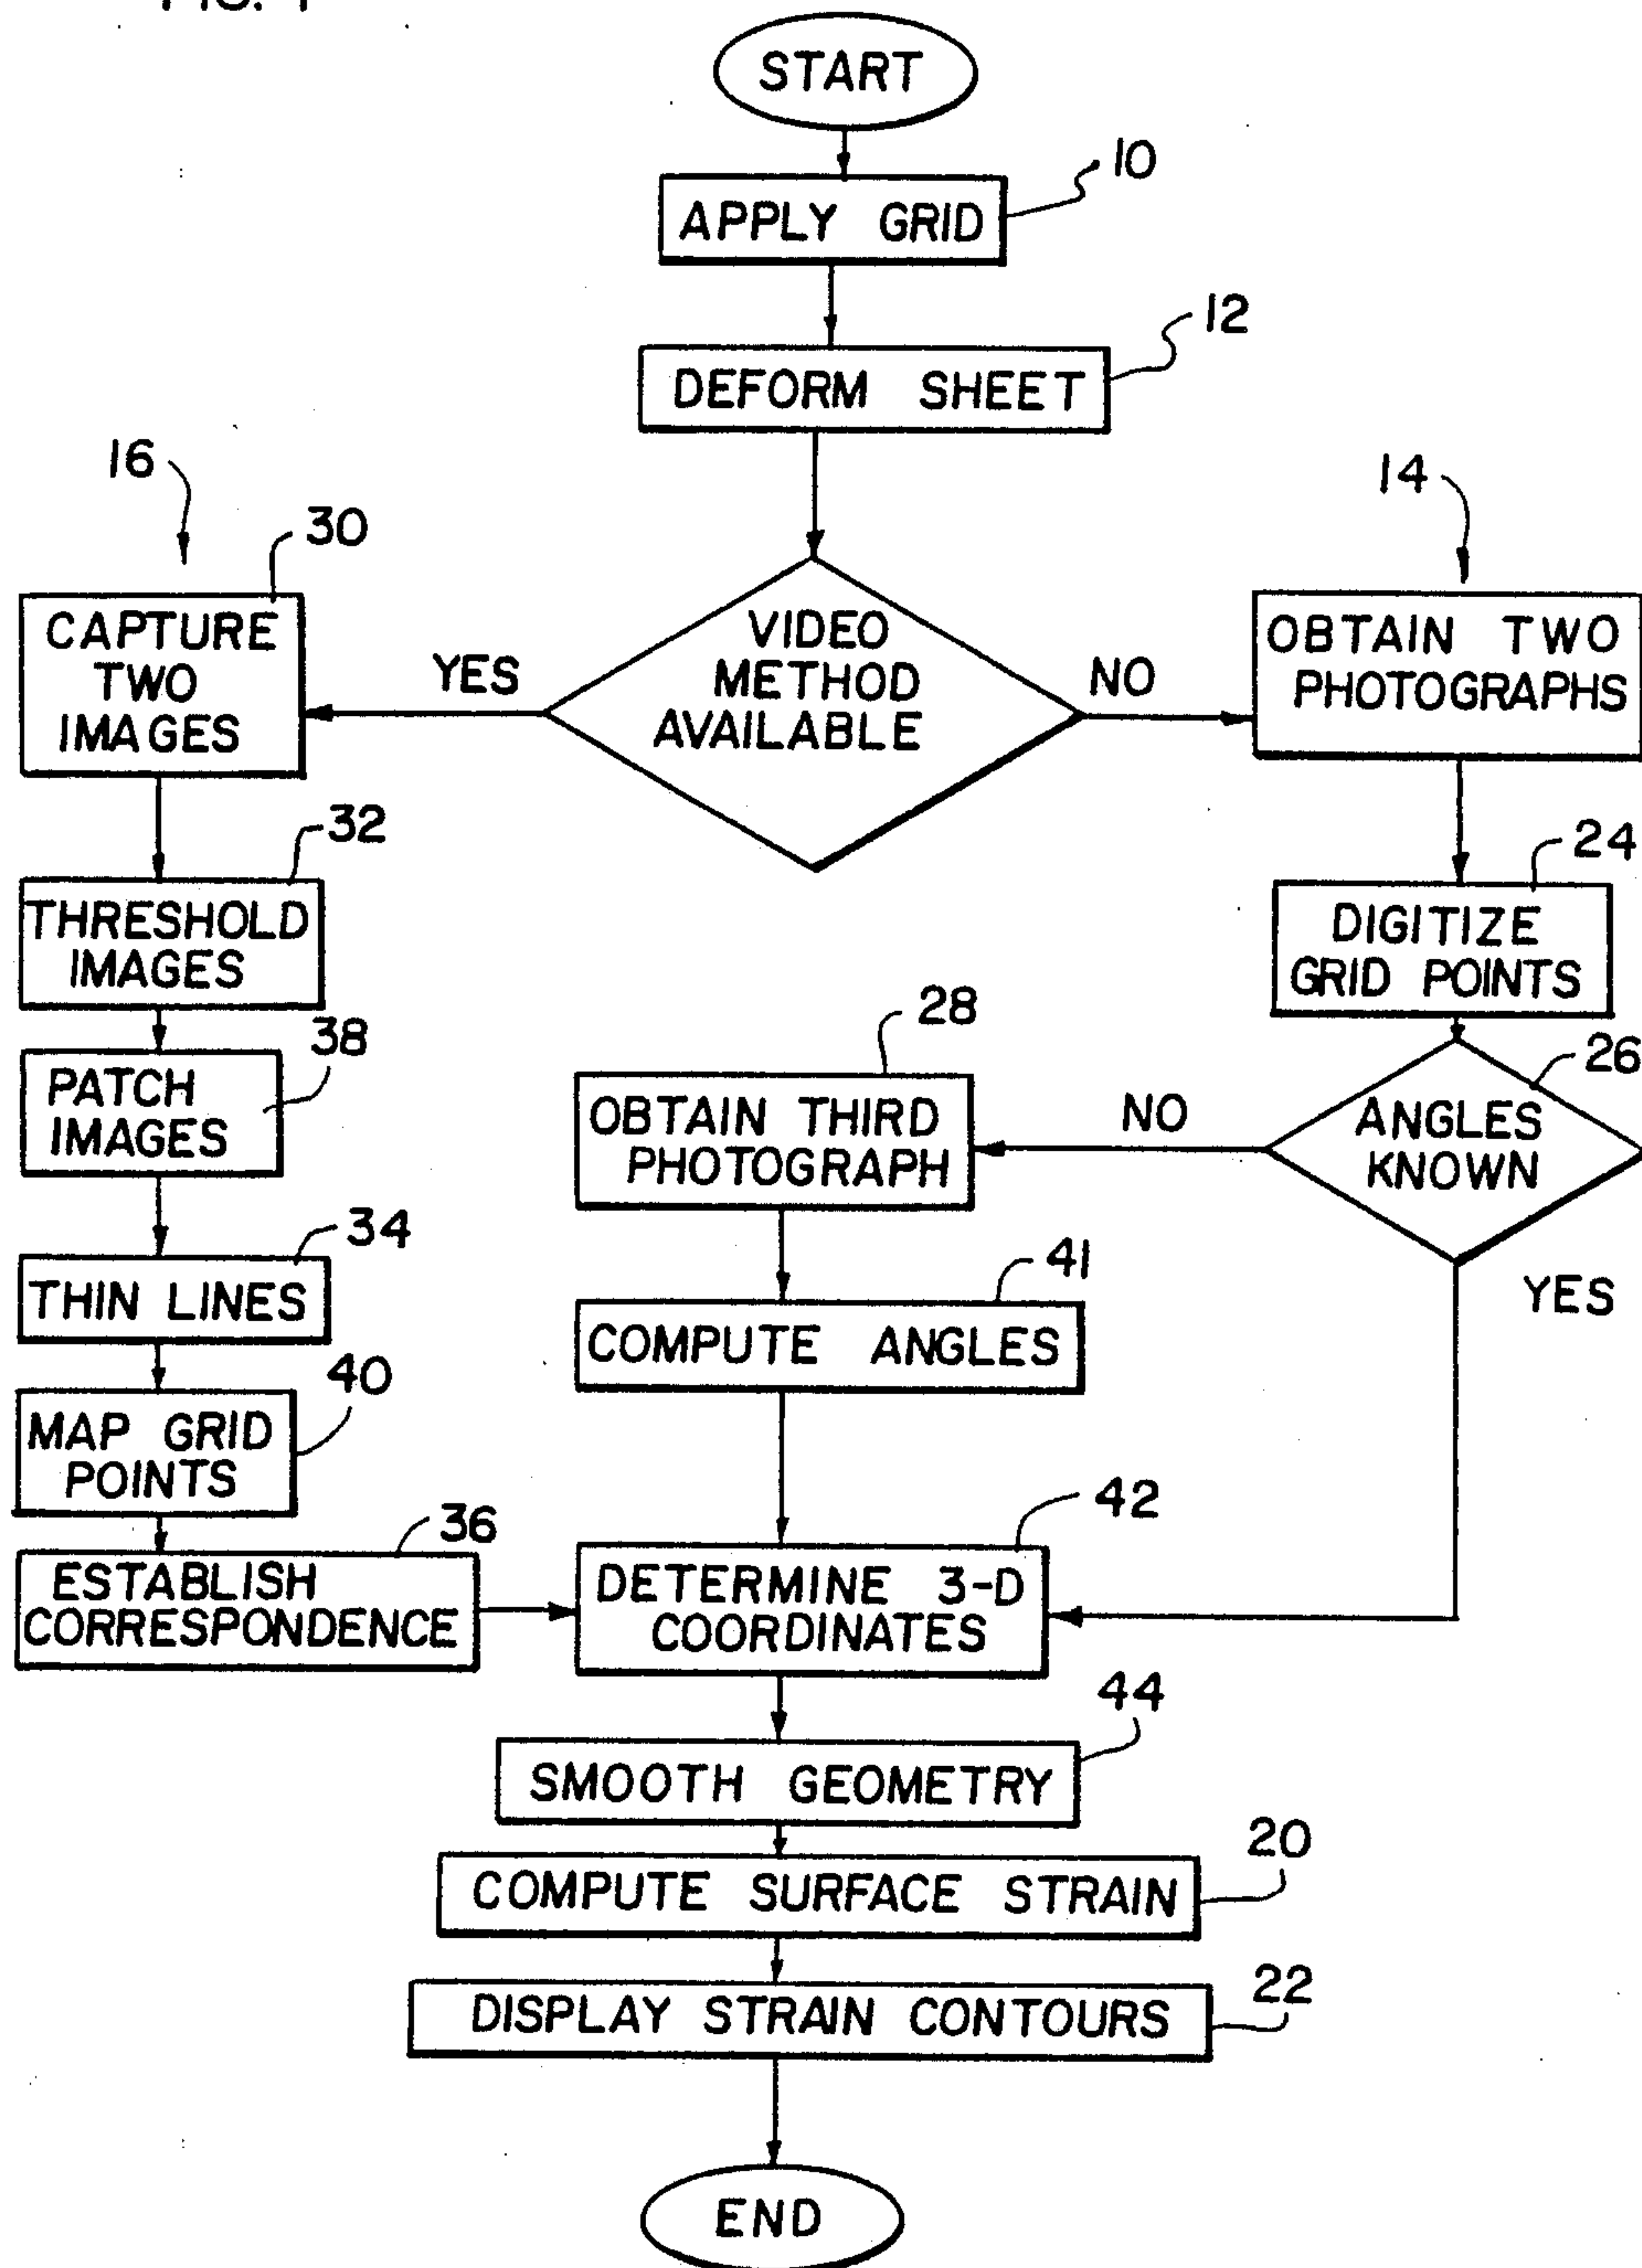 START
10
APPLY GRID
12
DEFORM SHEET
16
14
30
CAPTURE
TWO
IMAGES
YES
VIDEO
METHOD
AVAILABLE
NO
OBTAIN TWO
PHOTOGRAPHS
32
THRESHOLD
IMAGES
24
DIGITIZE
GRID POINTS
38
PATCH
IMAGES
28
OBTAIN THIRD
PHOTOGRAPH
NO
26
ANGLES
KNOWN
YES
34
THIN LINES
41
COMPUTE ANGLES
40
MAP GRID
POINTS
36
ESTABLISH
CORRESPONDENCE
42
DETERMINE 3-D
COORDINATES
44
SMOOTH GEOMETRY
20
COMPUTE SURFACE STRAIN
22
DISPLAY STRAIN CONTOURS
END